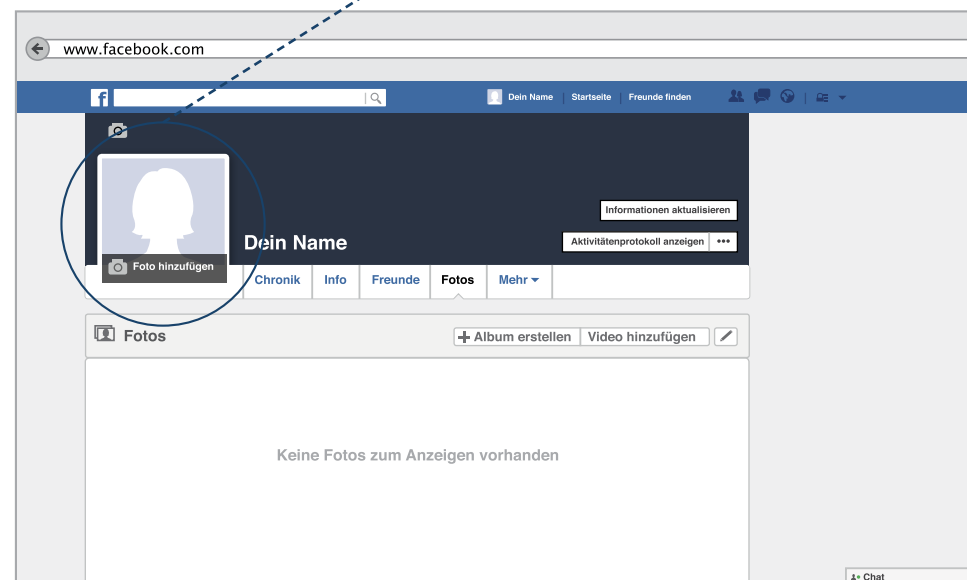 www.facebook.com
f
Dein Name | Startseite | Freunde finden
Informationen aktualisieren
Dein Name
Aktivitätenprotokoll anzeigen •••
Foto hinzufügen
Chronik Info Freunde Fotos Mehr
Fotos
+ Album erstellen Video hinzufügen
Keine Fotos zum Anzeigen vorhanden
Chat